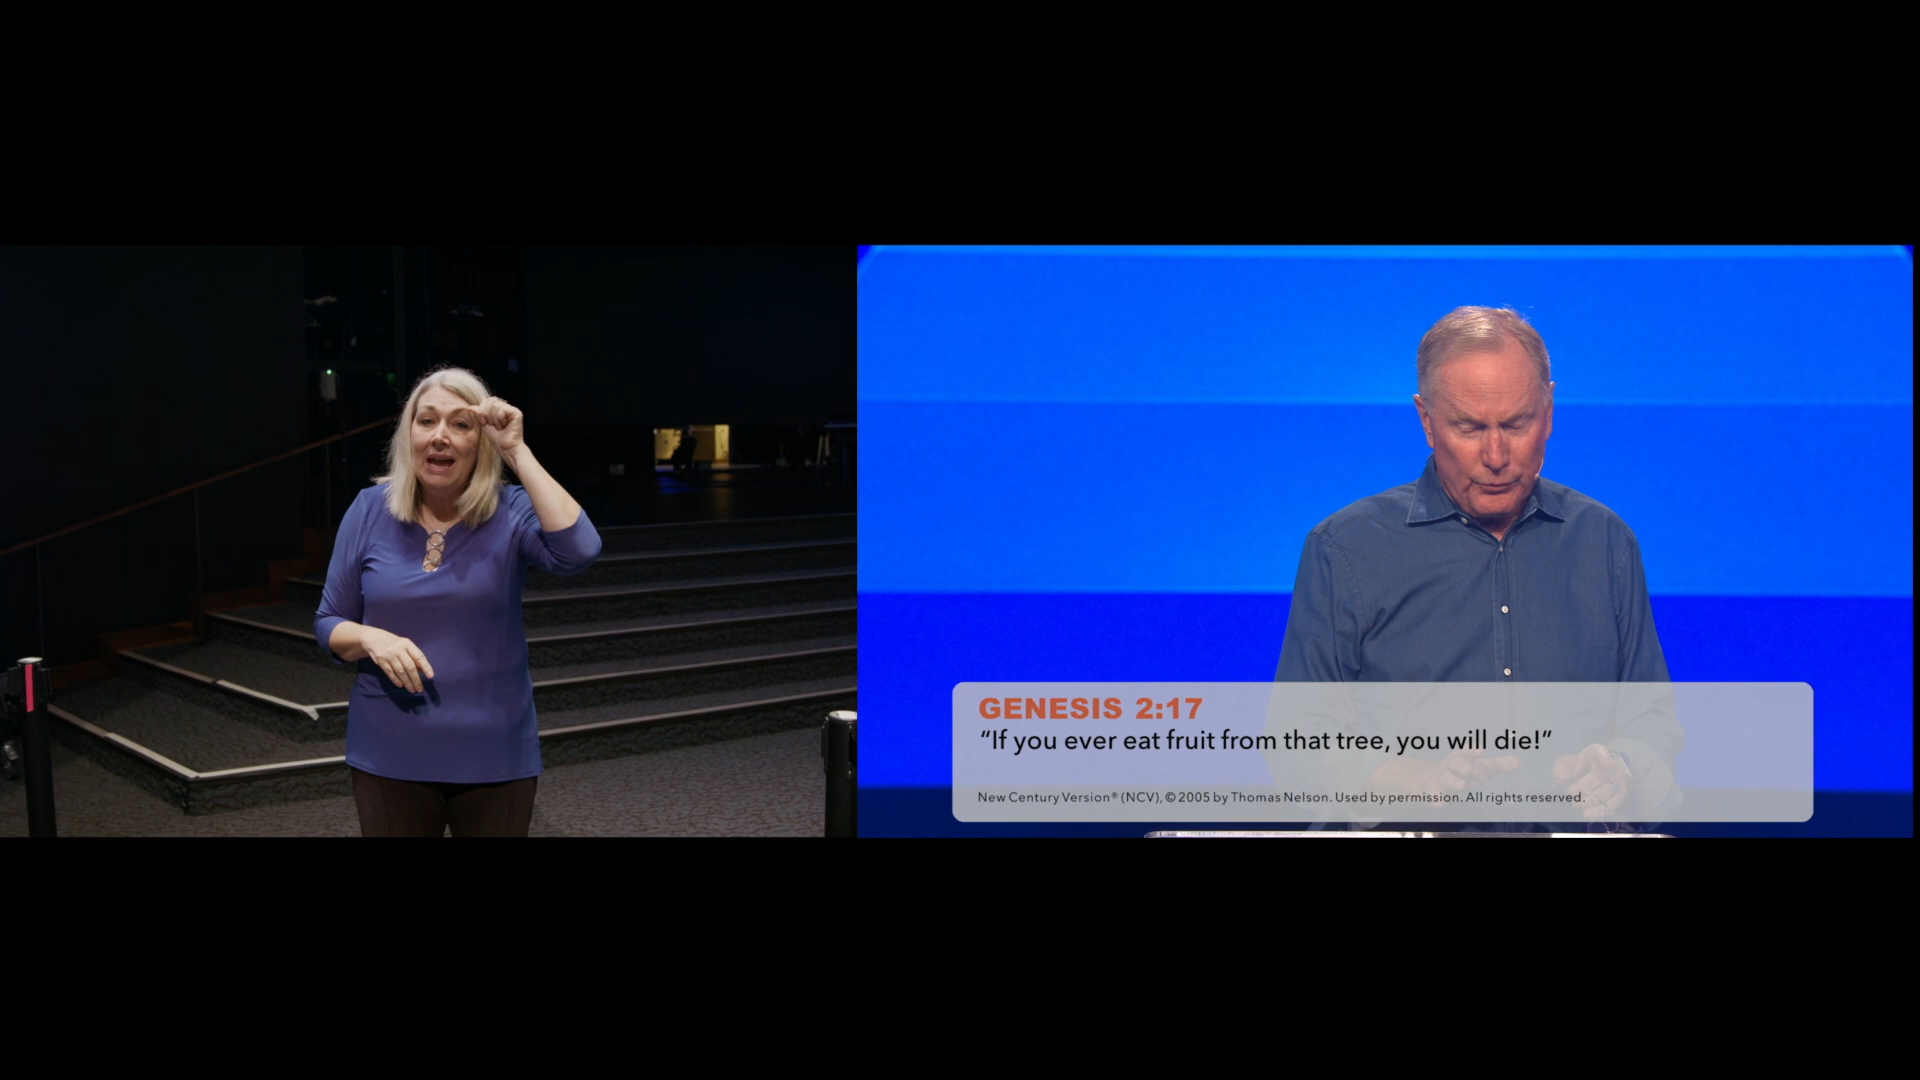 GENESIS 2:17
“If you ever eat fruit from that tree, you will die!”
New Century Version® (NCV), © 2005 by Thomas Nelson. Used by permission. All rights reserved.